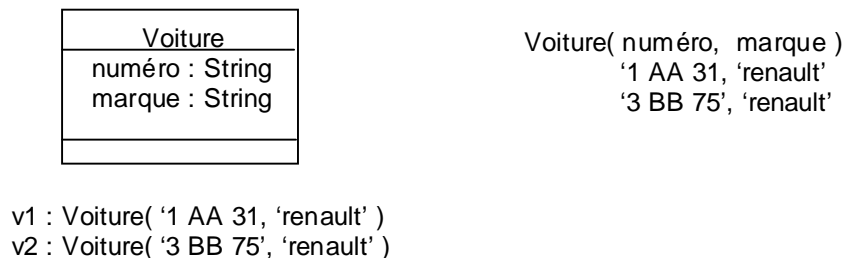 Voiture
numéro : String
marque : String
Voiture( numéro, marque )
‘1 AA 31, ‘renault’
‘3 BB 75’, ‘renault’
v1 : Voiture( ‘1 AA 31, ‘renault’ )
v2 : Voiture( ‘3 BB 75’, ‘renault’ )